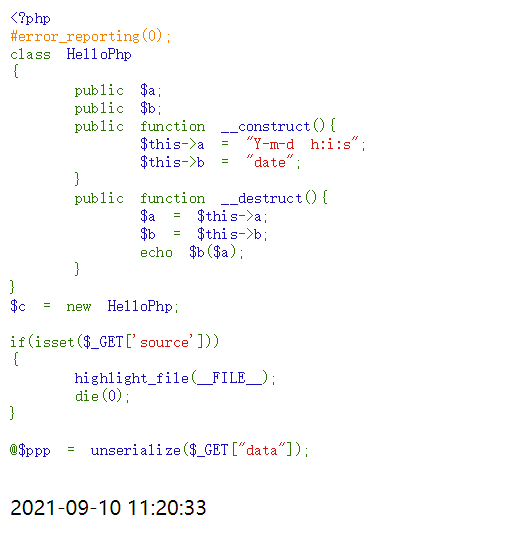 <?php
#error_reporting(0);
class HelloPhp
{
public $a;
public $b;
public function __construct(){
$this->a = "Y-m-d h:i:s";
$this->b = "date";
}
public function __destruct(){
$a = $this->a;
$b = $this->b;
echo $b($a);
}
}
$c = new HelloPhp;
if(isset($_GET['source']))
{
highlight_file(__FILE__);
die(0);
}
@$ppp = unserialize($_GET["data"]);
2021-09-10 11:20:33